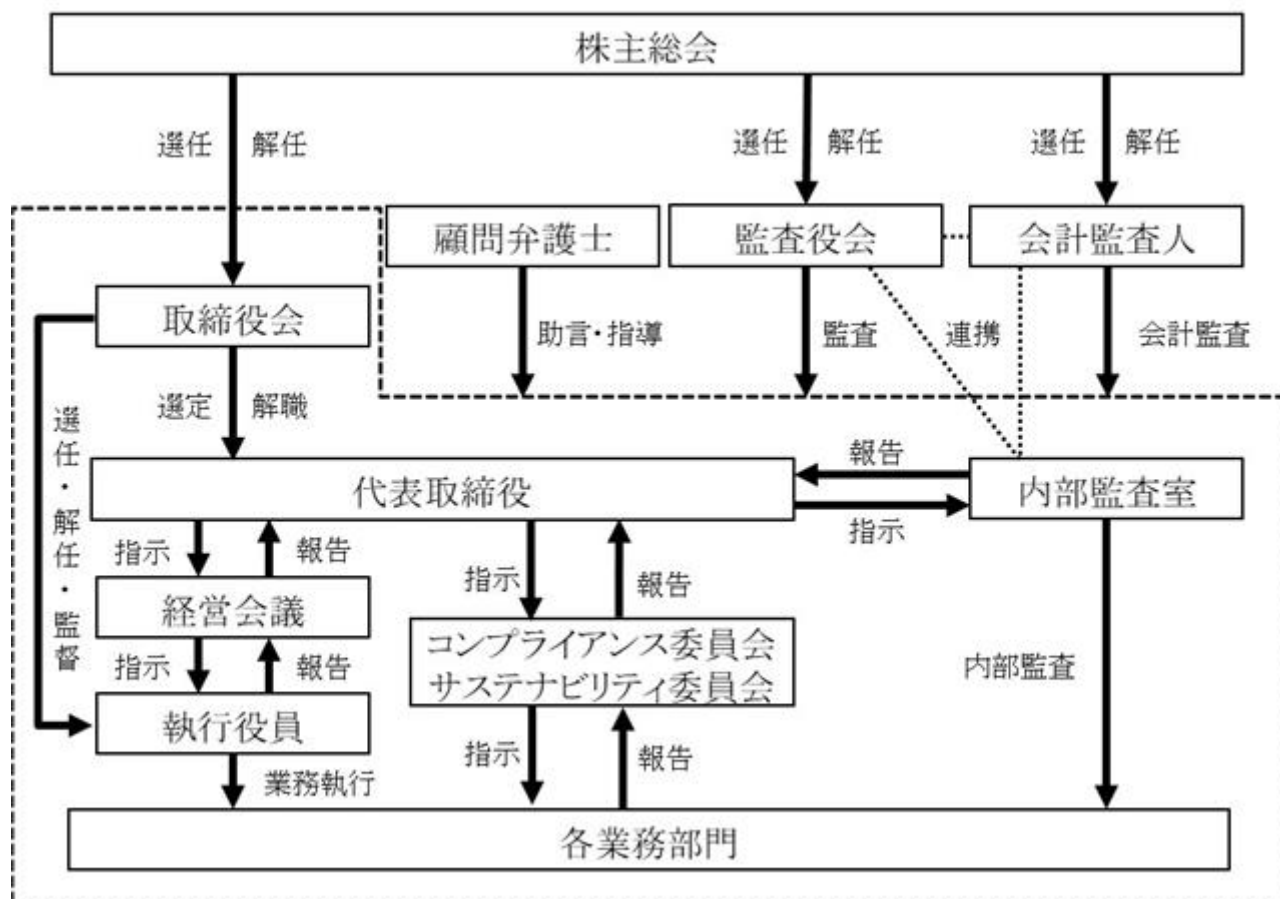 株主総会
選任 解任
選任 解任
選任 解任
顧問弁護士
監査役会
会計監査人
取締役会
助言・指導
監査
連携
会計監査
選定 解職
選任・解任・監督
代表取締役
報告
指示
内部監査室
指示 報告
指示 報告
経営会議
コンプライアンス委員会
サステナビリティ委員会
指示 報告
内部監査
執行役員
指示 報告
業務執行
各業務部門